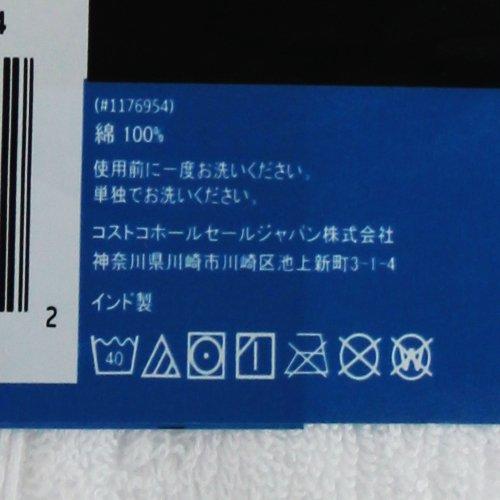 4
2
(#1176954)
綿 100%
使用前に一度お洗いください。
単独でお洗いください。
コストコホールセールジャパン株式会社
神奈川県川崎市川崎区池上新町3-1-4
インド製
40
W